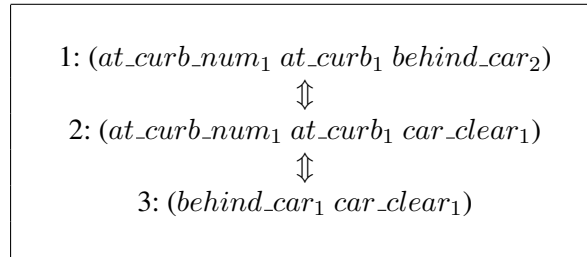 1: (at_curb_num₁ at_curb₁ behind_car₂)
⇕
2: (at_curb_num₁ at_curb₁ car_clear₁)
⇕
3: (behind_car₁ car_clear₁)